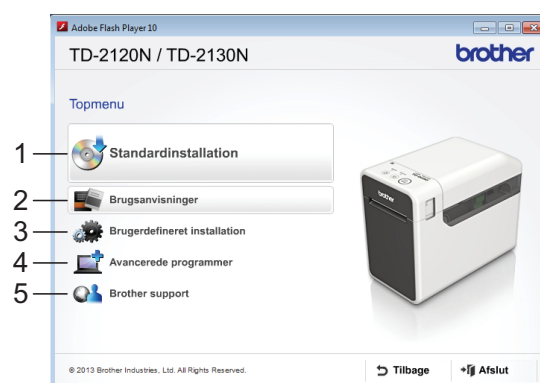 Adobe Flash Player 10
TD-2120N / TD-2130N
brother
Topmenu
1
Standardinstallation
2
Brugsanvisninger
3
Brugerdefineret installation
4
Avancerede programmer
5
Brother support
brother
© 2013 Brother Industries, Ltd. All Rights Reserved.
Tilbage
Afslut